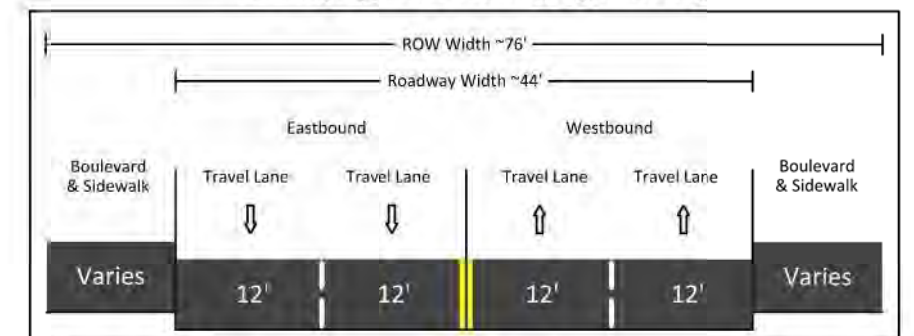 ROW Width ~76'
Roadway Width ~44'
Eastbound Westbound
Boulevard
& Sidewalk
Travel Lane Travel Lane Travel Lane Travel Lane
Boulevard
& Sidewalk
Varies 12' 12' 12' 12' Varies